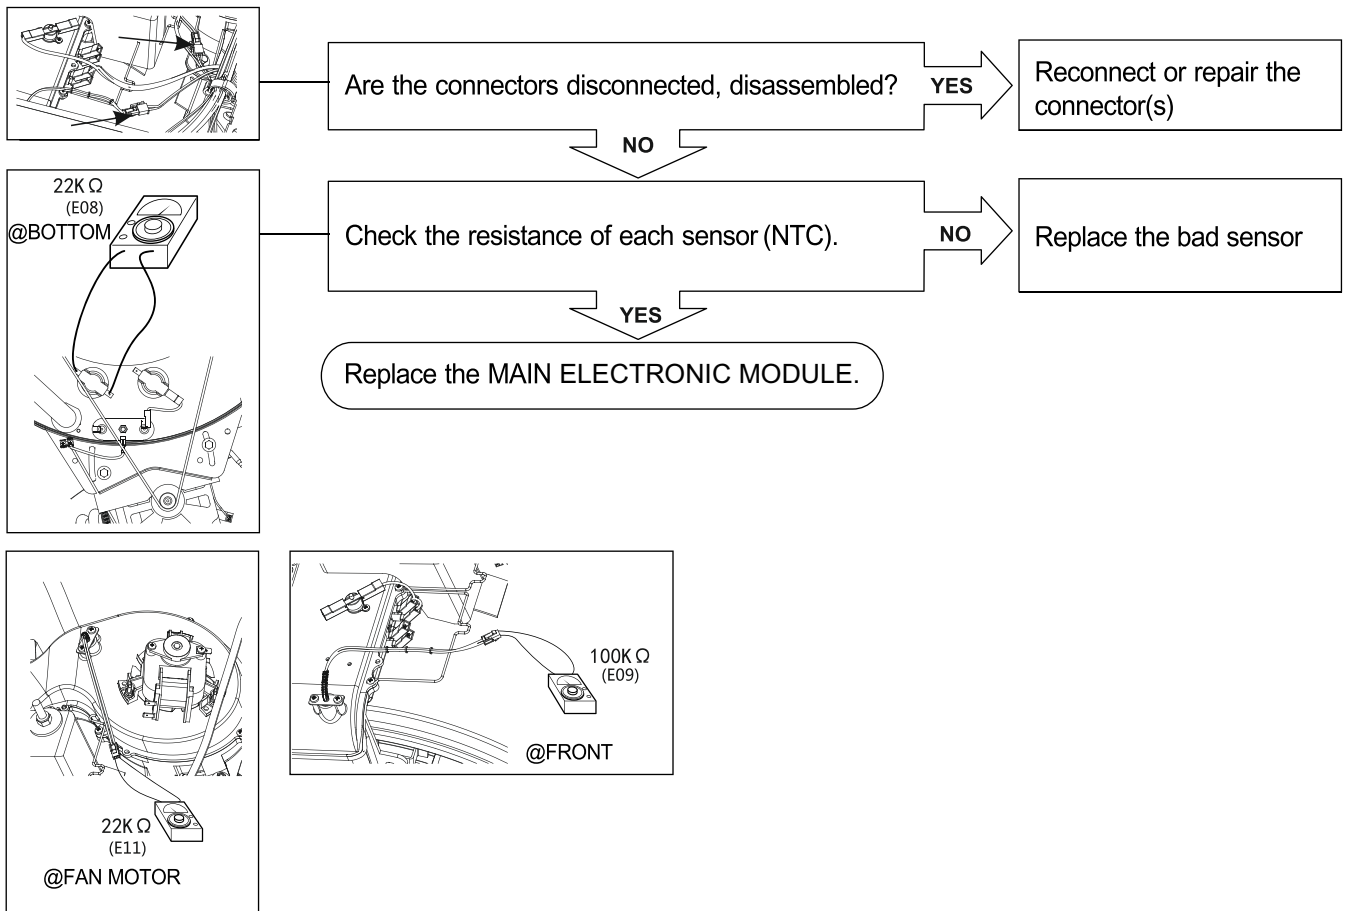 Are the connectors disconnected, disassembled?
YES
Reconnect or repair the
connector(s)
NO
22K Ω
(E08)
@BOTTOM
Check the resistance of each sensor (NTC).
NO
Replace the bad sensor
YES
Replace the MAIN ELECTRONIC MODULE.
100K Ω
(E09)
@FRONT
22K Ω
(E11)
@FAN MOTOR